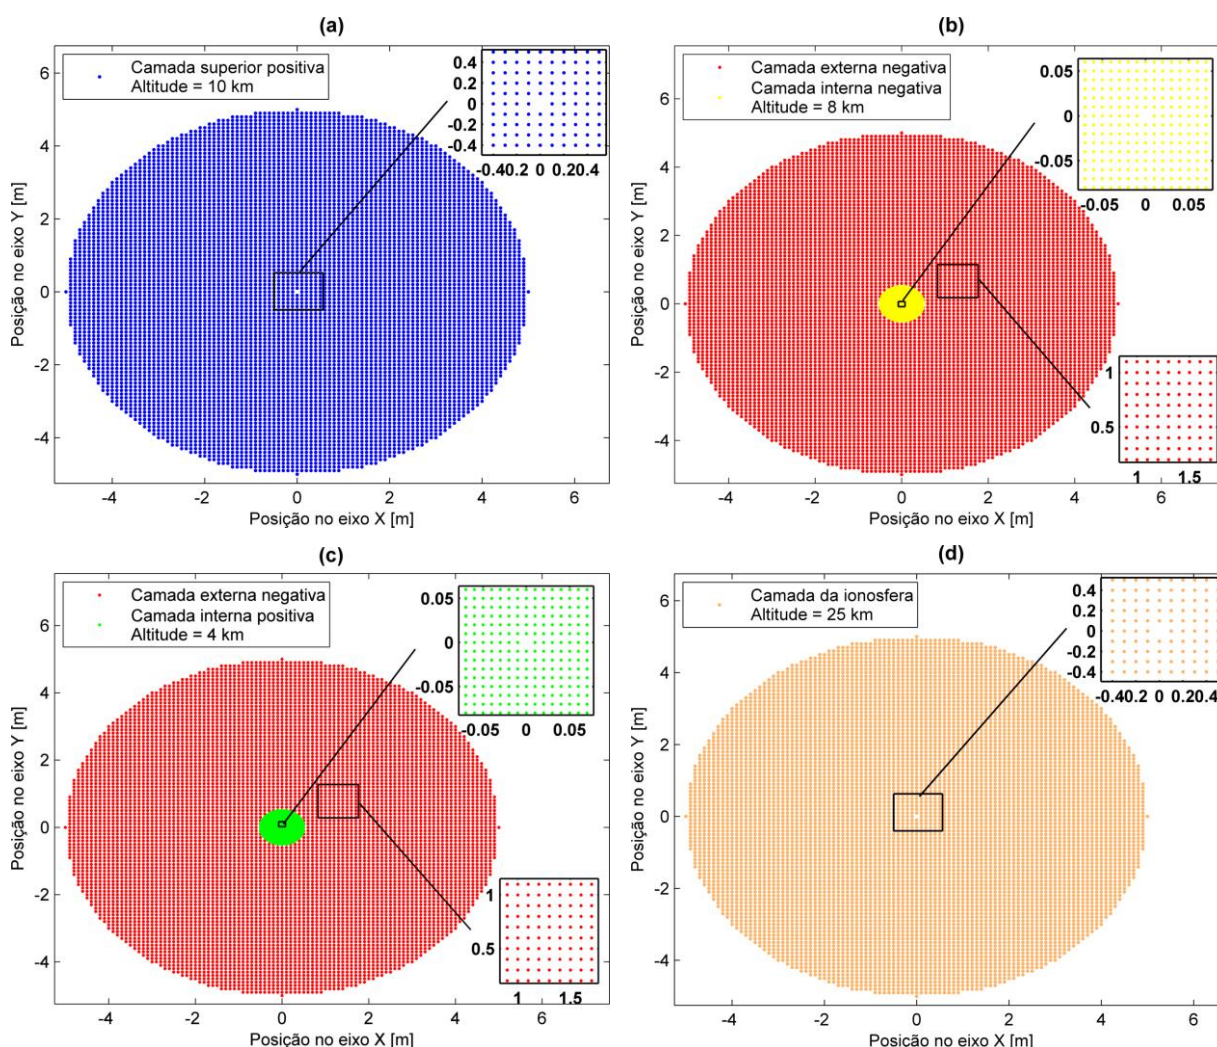 (a)
Camada superior positiva
Altitude = 10 km
6
4
2
0
-2
-4
Posição no eixo Y [m]
-4 -2 0 2 4 6
Posição no eixo X [m]
0.4
0.2
0
-0.2
-0.4
-0.40.2 0 0.20.4
(b)
Camada externa negativa
Camada interna negativa
Altitude = 8 km
6
4
2
0
-2
-4
Posição no eixo Y [m]
-4 -2 0 2 4 6
Posição no eixo X [m]
0.05
0
-0.05
-0.05 0 0.05
1
0.5
1 1.5
(c)
Camada externa negativa
Camada interna positiva
Altitude = 4 km
6
4
2
0
-2
-4
Posição no eixo Y [m]
-4 -2 0 2 4 6
Posição no eixo X [m]
0.05
0
-0.05
-0.05 0 0.05
1
0.5
1 1.5
(d)
Camada da ionosfera
Altitude = 25 km
6
4
2
0
-2
-4
Posição no eixo Y [m]
-4 -2 0 2 4 6
Posição no eixo X [m]
0.4
0.2
0
-0.2
-0.4
-0.40.2 0 0.20.4